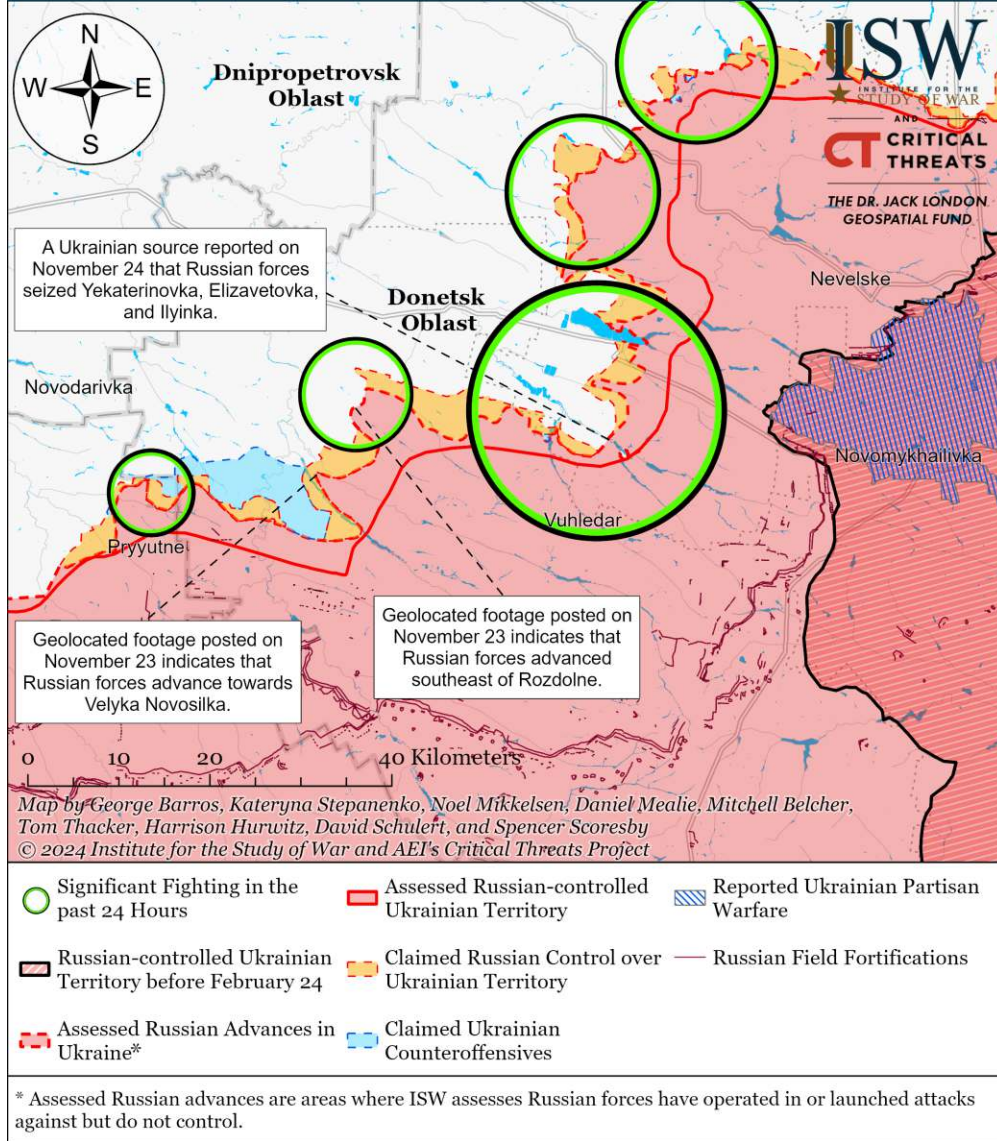 N
W E
S
Dnipropetrovsk
Oblast
ISW
INSTITUTE FOR THE
STUDY OF WAR
AND
CT CRITICAL
THREATS
THE DR. JACK LONDON
GEOSPATIAL FUND
A Ukrainian source reported on
November 24 that Russian forces
seized Yekaterinovka, Elizavetovka,
and Ilyinka.
Nevelske
Donetsk
Oblast
Novodarivka
Novomykhailivka
Vuhledar
Pryyutne
Geolocated footage posted on
November 23 indicates that
Russian forces advanced
southeast of Rozdolne.
Geolocated footage posted on
November 23 indicates that
Russian forces advance towards
Velyka Novosilka.
0 10 20 40 Kilometers
Map by George Barros, Kateryna Stepanenko, Noel Mikkelsen, Daniel Mealie, Mitchell Belcher,
Tom Thacker, Harrison Hurwitz, David Schulert, and Spencer Scoresby
© 2024 Institute for the Study of War and AEI's Critical Threats Project
Significant Fighting in the
past 24 Hours
Assessed Russian-controlled
Ukrainian Territory
Reported Ukrainian Partisan
Warfare
Russian-controlled Ukrainian
Territory before February 24
Claimed Russian Control over
Ukrainian Territory
Russian Field Fortifications
Assessed Russian Advances in
Ukraine*
Claimed Ukrainian
Counteroffensives
* Assessed Russian advances are areas where ISW assesses Russian forces have operated in or launched attacks
against but do not control.